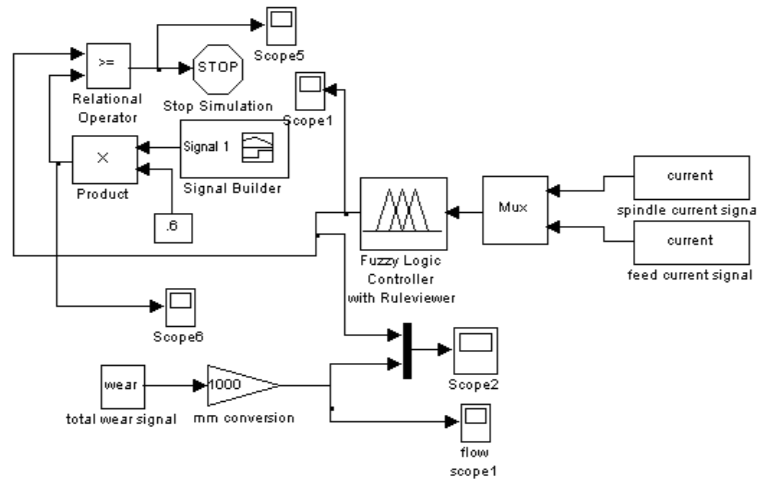 Scope5
>=
STOP
Relational
Operator
Stop Simulation
Scope1
Signal 1
×
Product
Signal Builder
.6
current
spindle current signa
Mux
current
feed current signal
Fuzzy Logic
Controller
with Ruleviewer
Scope6
Scope2
wear
1000
total wear signal
mm conversion
flow
scope1